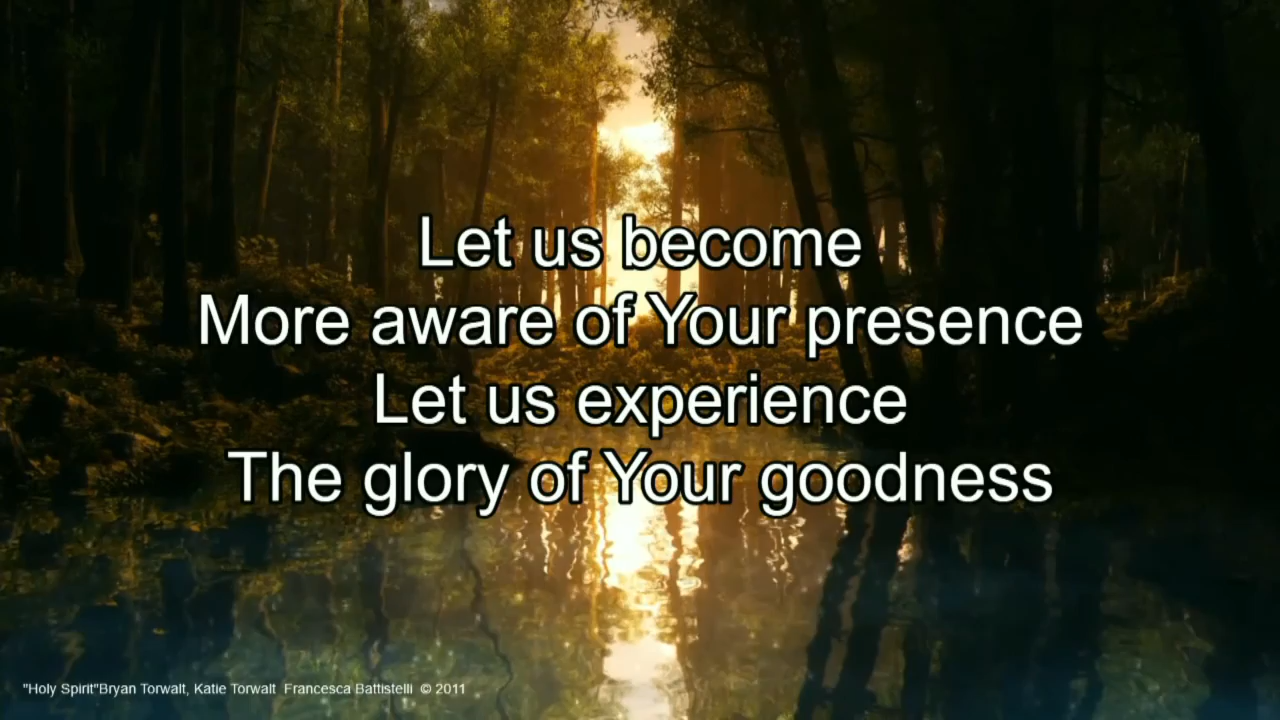 Let us become
More aware of Your presence
Let us experience
The glory of Your goodness
"Holy Spirit"Bryan Torwalt, Katie Torwalt  Francesca Battistelli  © 2011